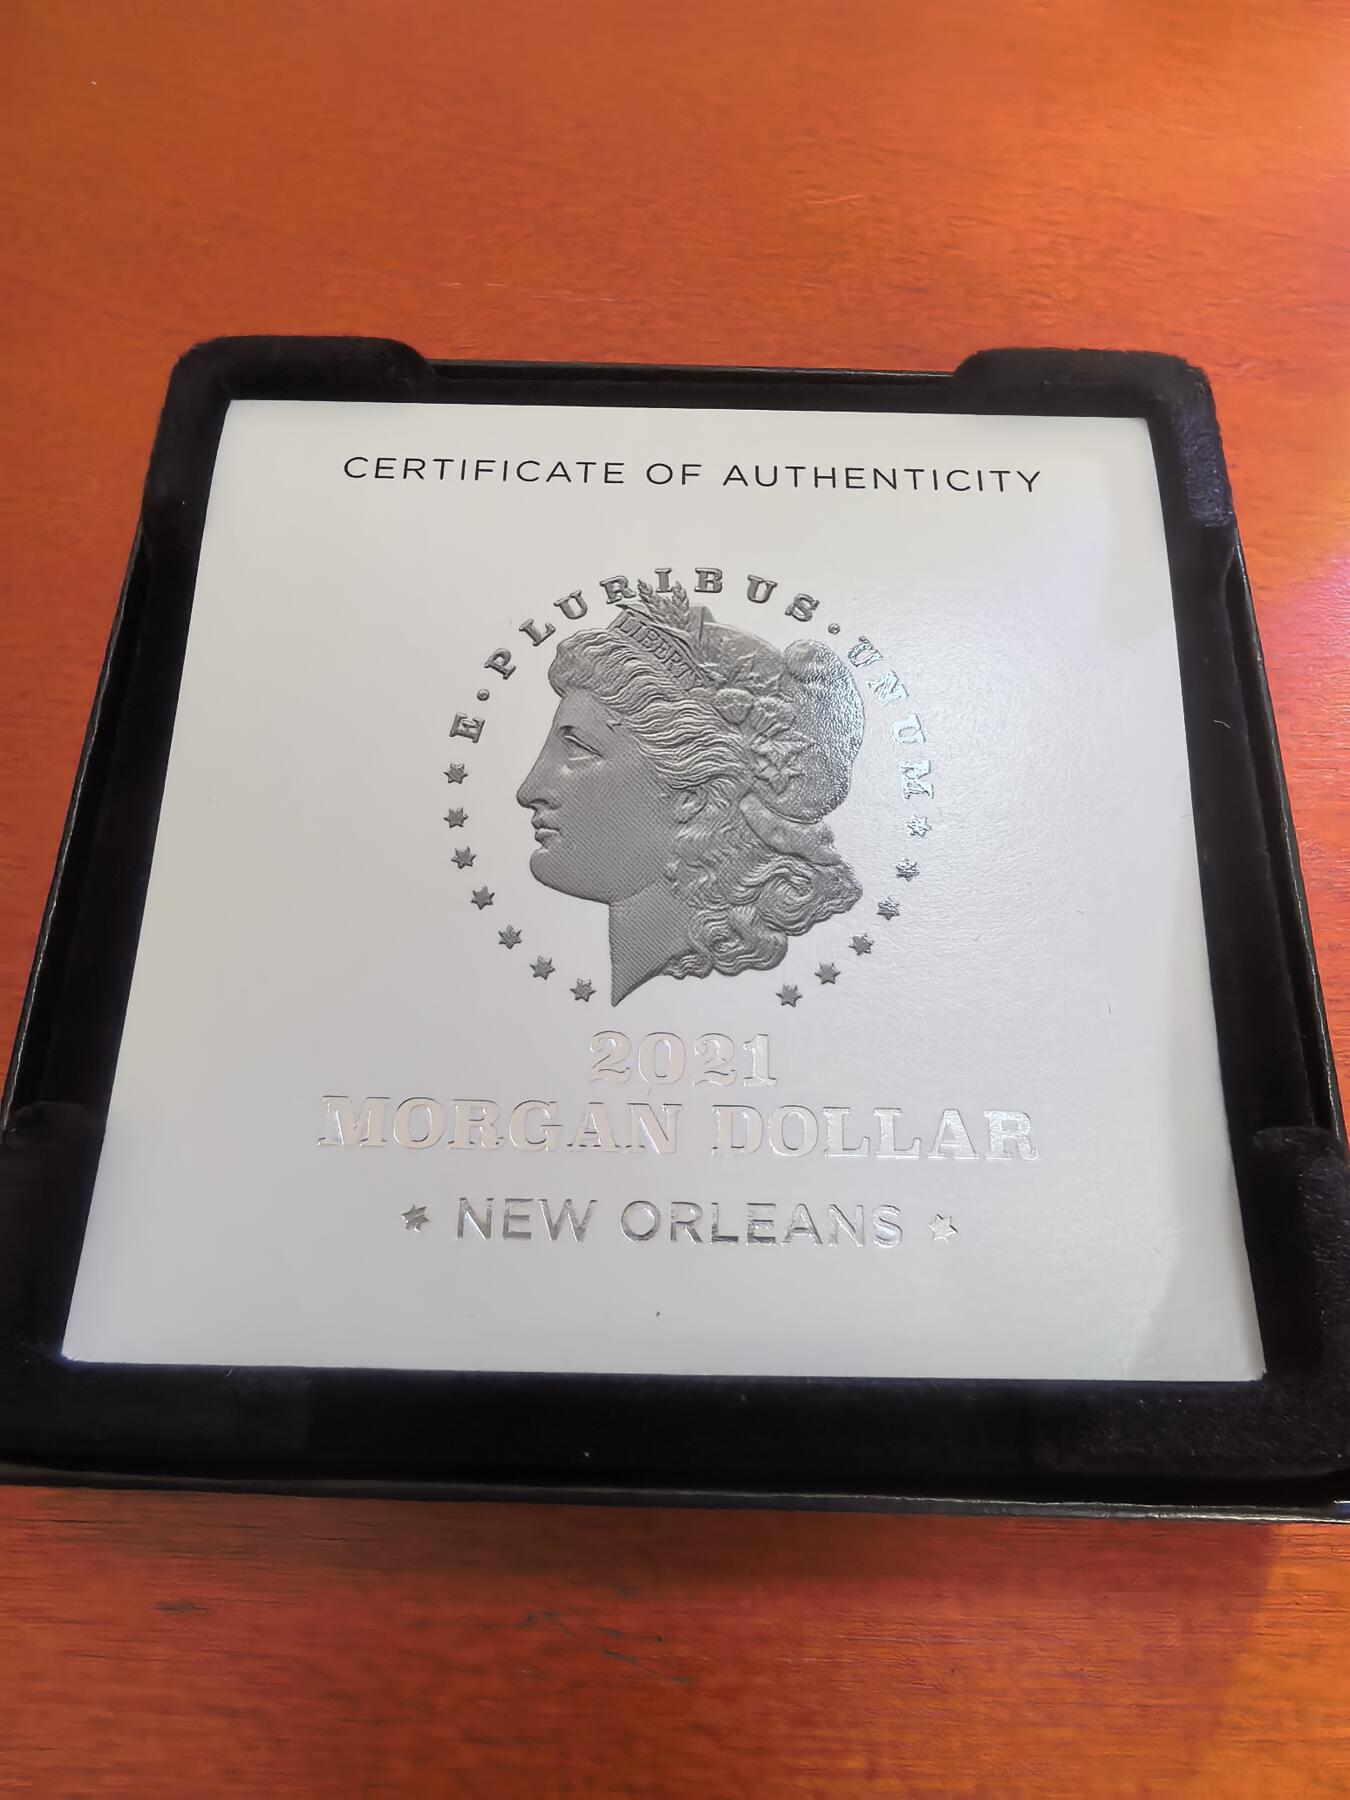 CERTIFICATE OF AUTHENTICITY
E · PLURIBUS · UNUM
LIBERTY
2021
MORGAN DOLLAR
NEW ORLEANS